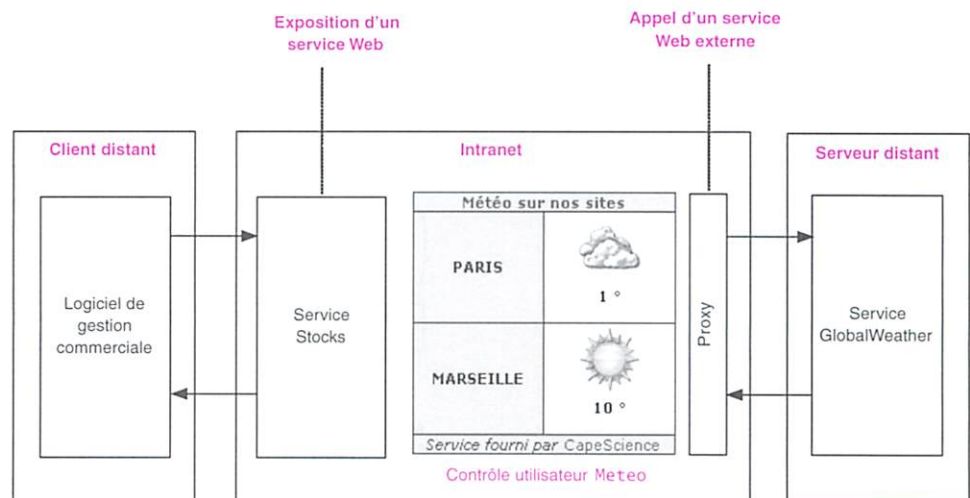 Exposition d'un
service Web
Appel d'un service
Web externe
Client distant
Intranet
Serveur distant
Logiciel de
gestion
commerciale
Service
Stocks
Météo sur nos sites
PARIS
1 °
MARSEILLE
10 °
Service fourni par CapeScience
Contrôle utilisateur Meteo
Proxy
Service
GlobalWeather